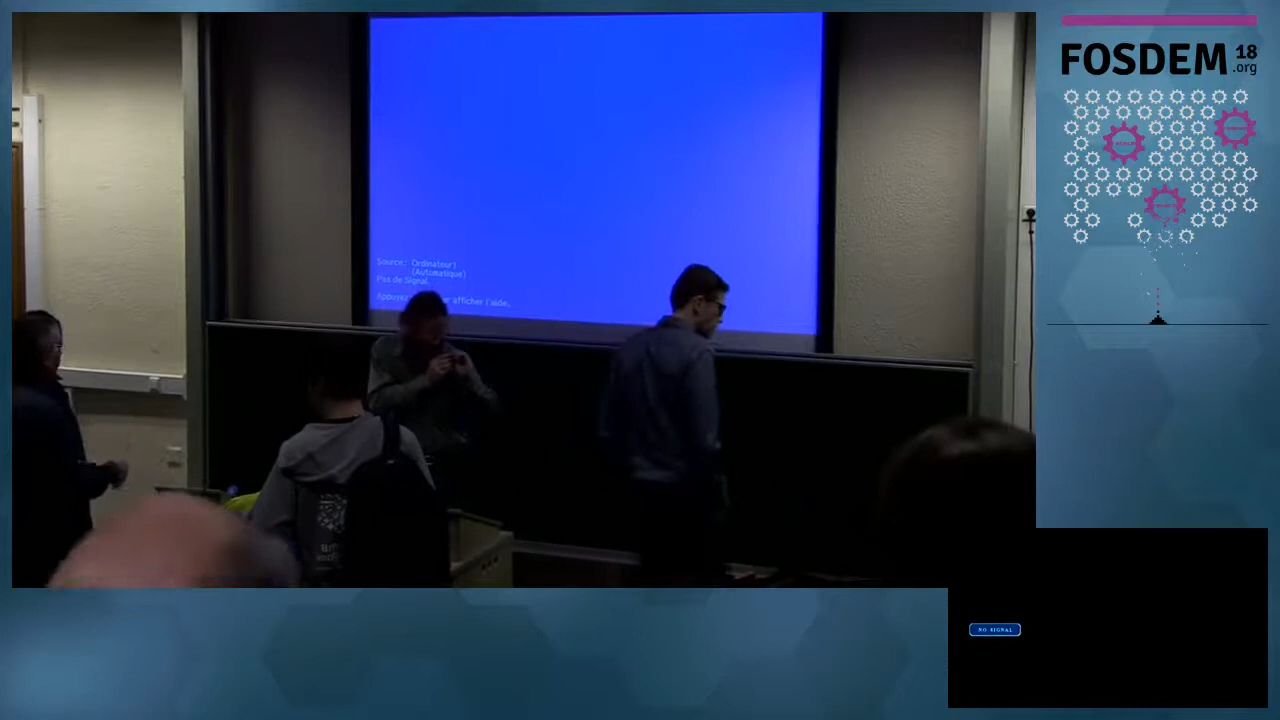 FOSDEM 18
.org
Source: Ordinateur1
(Automatique)
Pas de Signal.
afficher l'aide.
NO SIGNAL